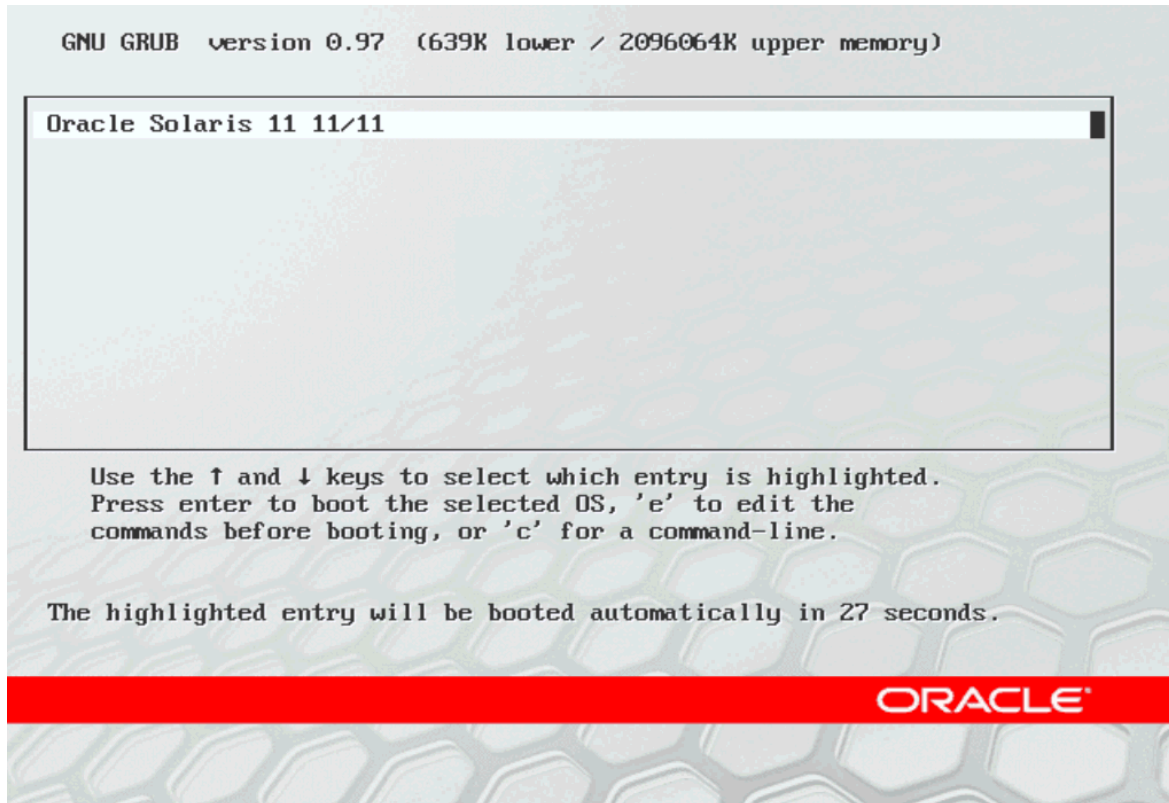 GNU GRUB version 0.97 (639K lower / 2096064K upper memory)
Oracle Solaris 11 11/11
Use the ↑ and ↓ keys to select which entry is highlighted.
Press enter to boot the selected OS, 'e' to edit the
commands before booting, or 'c' for a command-line.
The highlighted entry will be booted automatically in 27 seconds.
ORACLE